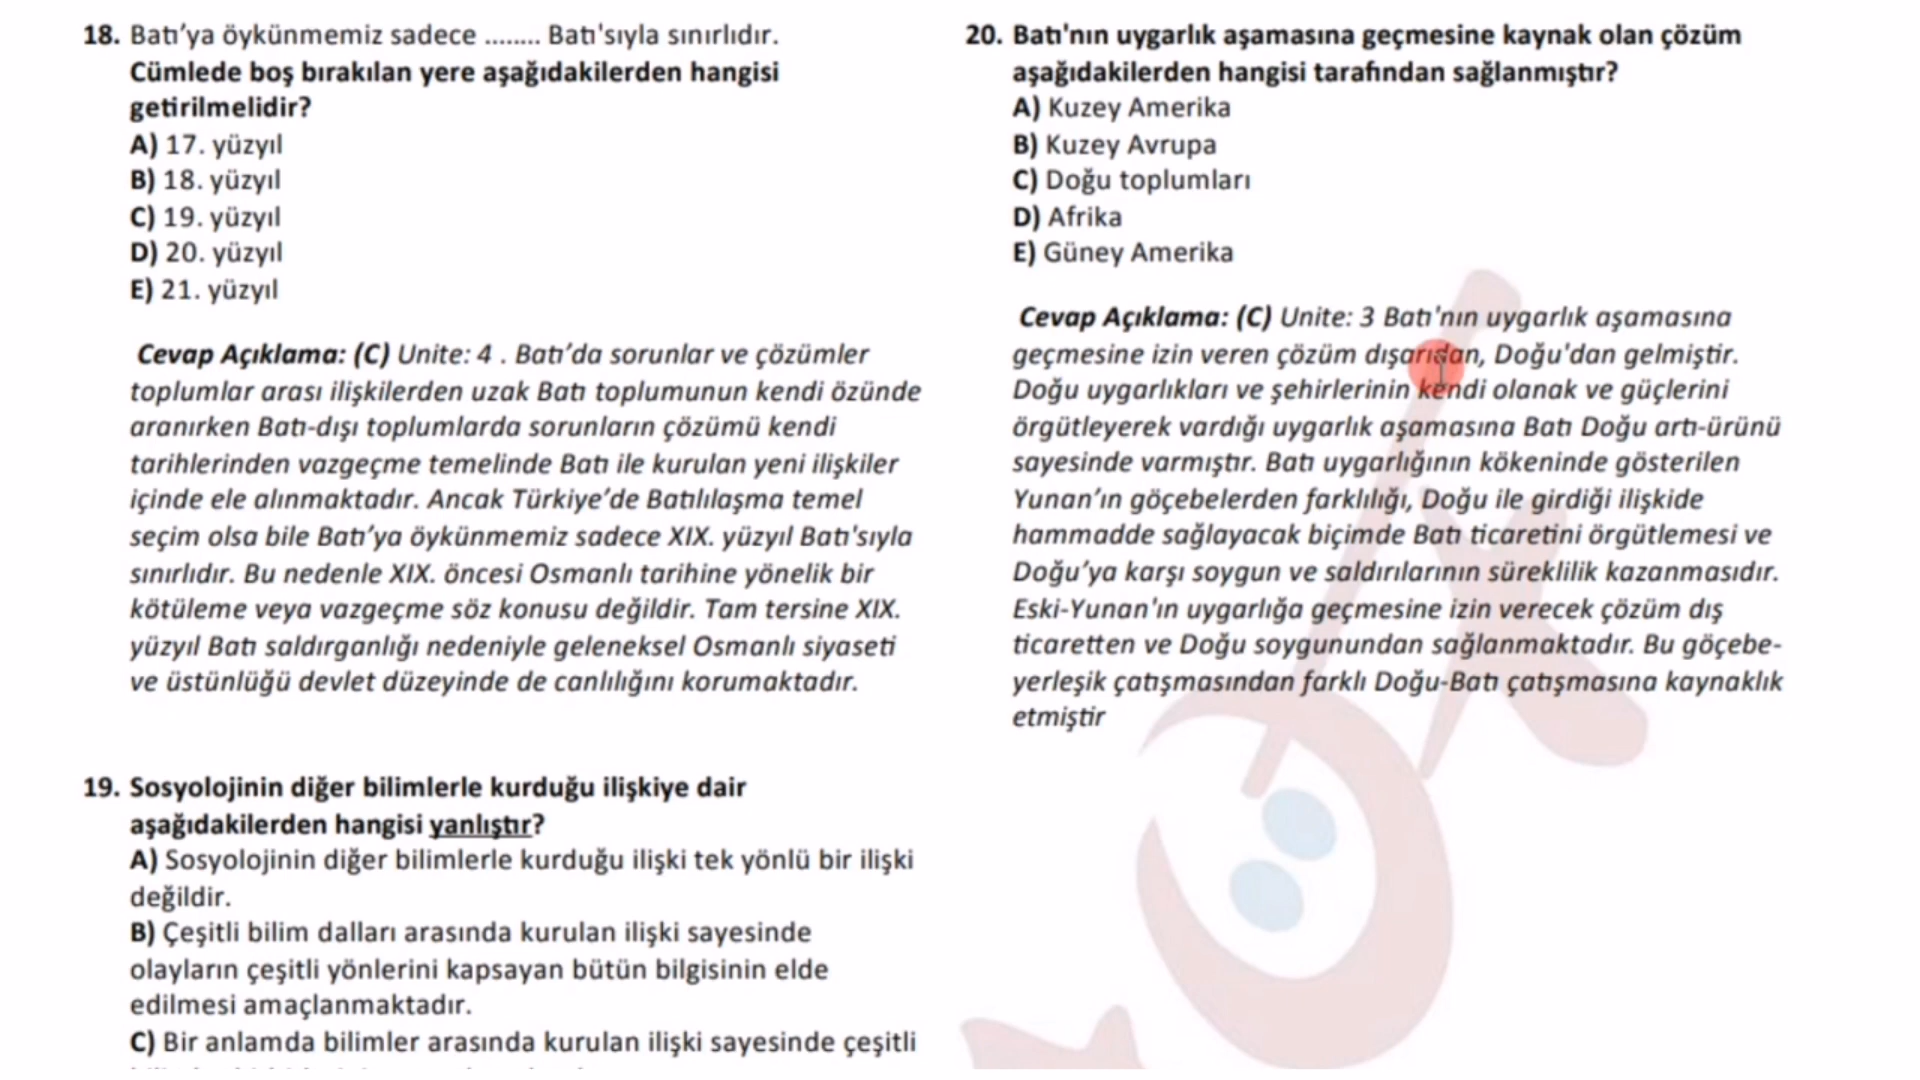 18. Batı’ya öykünmemiz sadece ........ Batı'sıyla sınırlıdır.
Cümlede boş bırakılan yere aşağıdakilerden hangisi
getirilmelidir?
A) 17. yüzyıl
B) 18. yüzyıl
C) 19. yüzyıl
D) 20. yüzyıl
E) 21. yüzyıl
Cevap Açıklama: (C) Unite: 4 . Batı’da sorunlar ve çözümler
toplumlar arası ilişkilerden uzak Batı toplumunun kendi özünde
aranırken Batı-dışı toplumlarda sorunların çözümü kendi
tarihlerinden vazgeçme temelinde Batı ile kurulan yeni ilişkiler
içinde ele alınmaktadır. Ancak Türkiye’de Batılılaşma temel
seçim olsa bile Batı’ya öykünmemiz sadece XIX. yüzyıl Batı'sıyla
sınırlıdır. Bu nedenle XIX. öncesi Osmanlı tarihine yönelik bir
kötüleme veya vazgeçme söz konusu değildir. Tam tersine XIX.
yüzyıl Batı saldırganlığı nedeniyle geleneksel Osmanlı siyaseti
ve üstünlüğü devlet düzeyinde de canlılığını korumaktadır.
19. Sosyolojinin diğer bilimlerle kurduğu ilişkiye dair
aşağıdakilerden hangisi yanlıştır?
A) Sosyolojinin diğer bilimlerle kurduğu ilişki tek yönlü bir ilişki
değildir.
B) Çeşitli bilim dalları arasında kurulan ilişki sayesinde
olayların çeşitli yönlerini kapsayan bütün bilgisinin elde
edilmesi amaçlanmaktadır.
C) Bir anlamda bilimler arasında kurulan ilişki sayesinde çeşitli
20. Batı'nın uygarlık aşamasına geçmesine kaynak olan çözüm
aşağıdakilerden hangisi tarafından sağlanmıştır?
A) Kuzey Amerika
B) Kuzey Avrupa
C) Doğu toplumları
D) Afrika
E) Güney Amerika
Cevap Açıklama: (C) Unite: 3 Batı'nın uygarlık aşamasına
geçmesine izin veren çözüm dışarıdan, Doğu'dan gelmiştir.
Doğu uygarlıkları ve şehirlerinin kendi olanak ve güçlerini
örgütleyerek vardığı uygarlık aşamasına Batı Doğu artı-ürünü
sayesinde varmıştır. Batı uygarlığının kökeninde gösterilen
Yunan’ın göçebelerden farklılığı, Doğu ile girdiği ilişkide
hammadde sağlayacak biçimde Batı ticaretini örgütlemesi ve
Doğu’ya karşı soygun ve saldırılarının süreklilik kazanmasıdır.
Eski-Yunan'ın uygarlığa geçmesine izin verecek çözüm dış
ticaretten ve Doğu soygunundan sağlanmaktadır. Bu göçebe-
yerleşik çatışmasından farklı Doğu-Batı çatışmasına kaynaklık
etmiştir